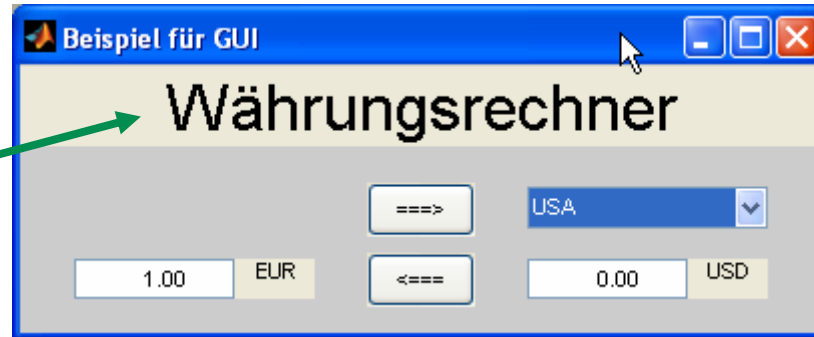 Beispiel für GUI
Währungsrechner
===> USA
1.00 EUR <=== 0.00 USD